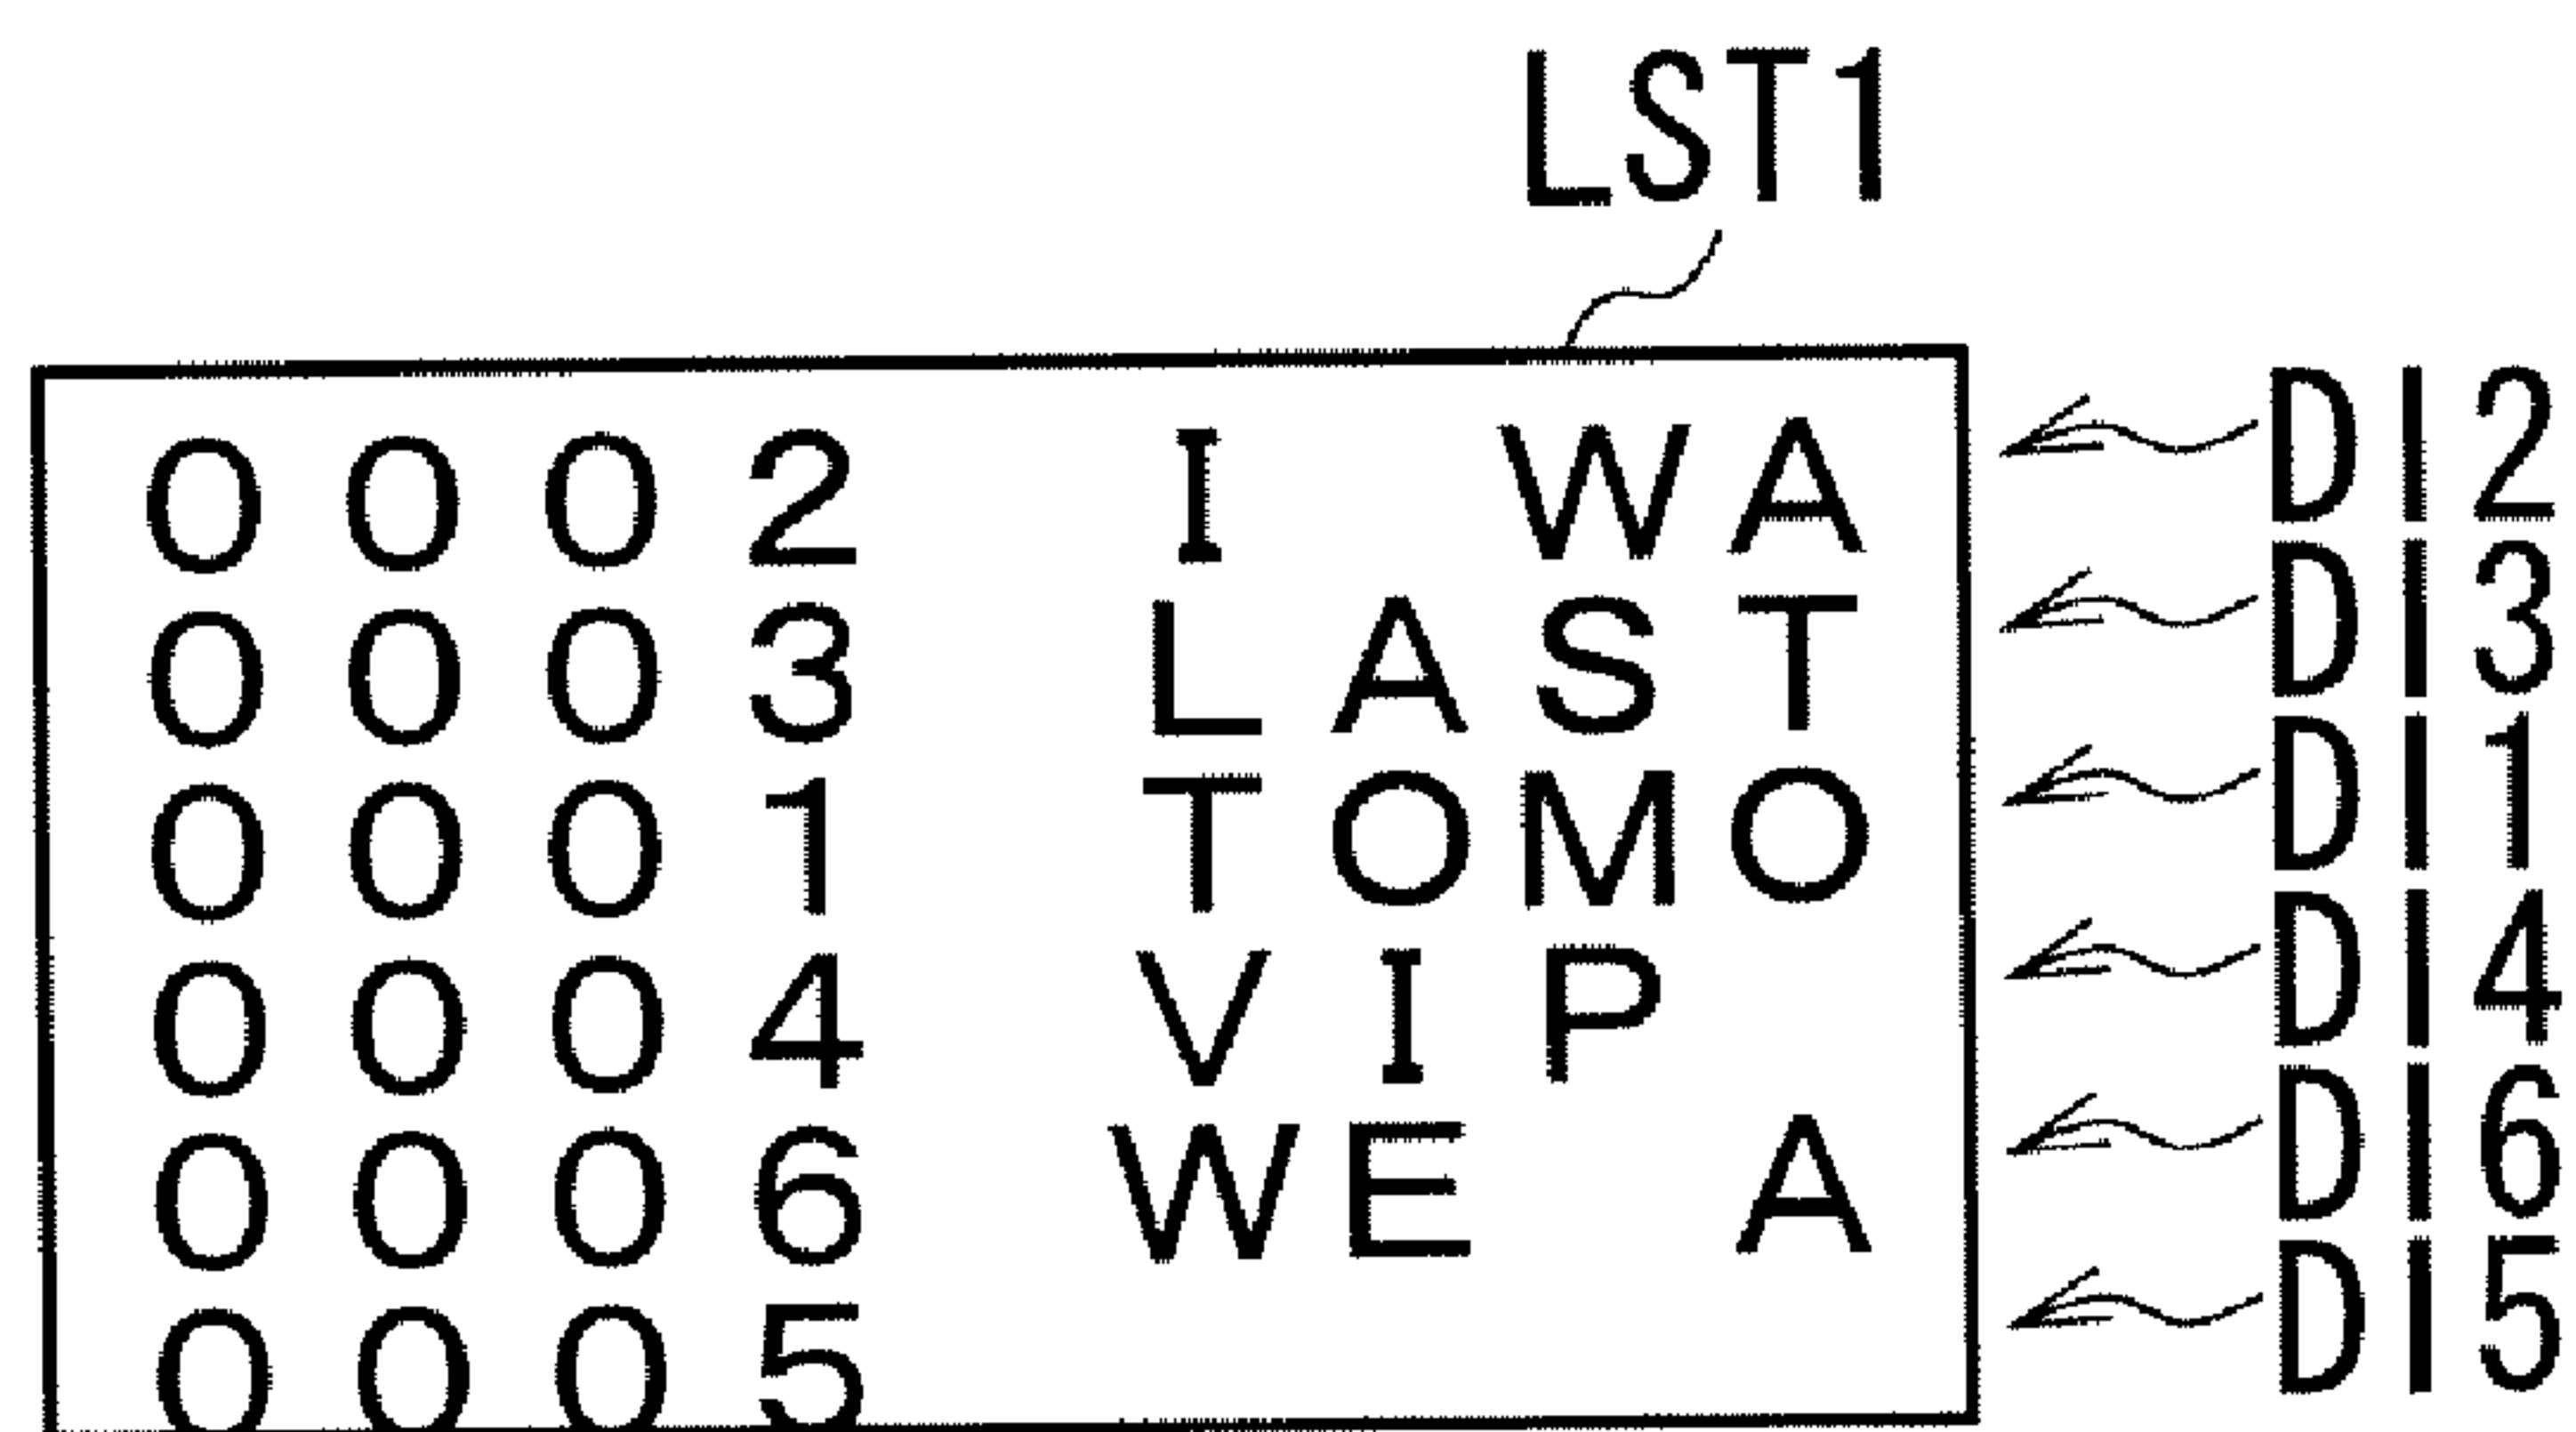 LST1
0002 I WA DI2
0003 LAST DI3
0001 TOMO DI1
0004 VIP DI4
0006 WE A DI6
0005 DI5